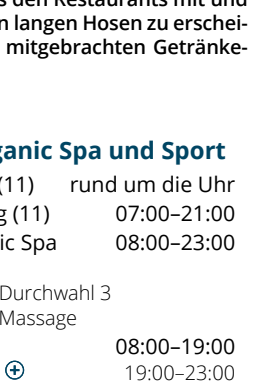 den Restaurants mit und
langen Hosen zu erschei-
mitgebrachten Getränke-
Spa und Sport
(11) rund um die Uhr
(11) 07:00–21:00
Spa 08:00–23:00
Durchwahl 3
Massage
08:00–19:00
19:00–23:00